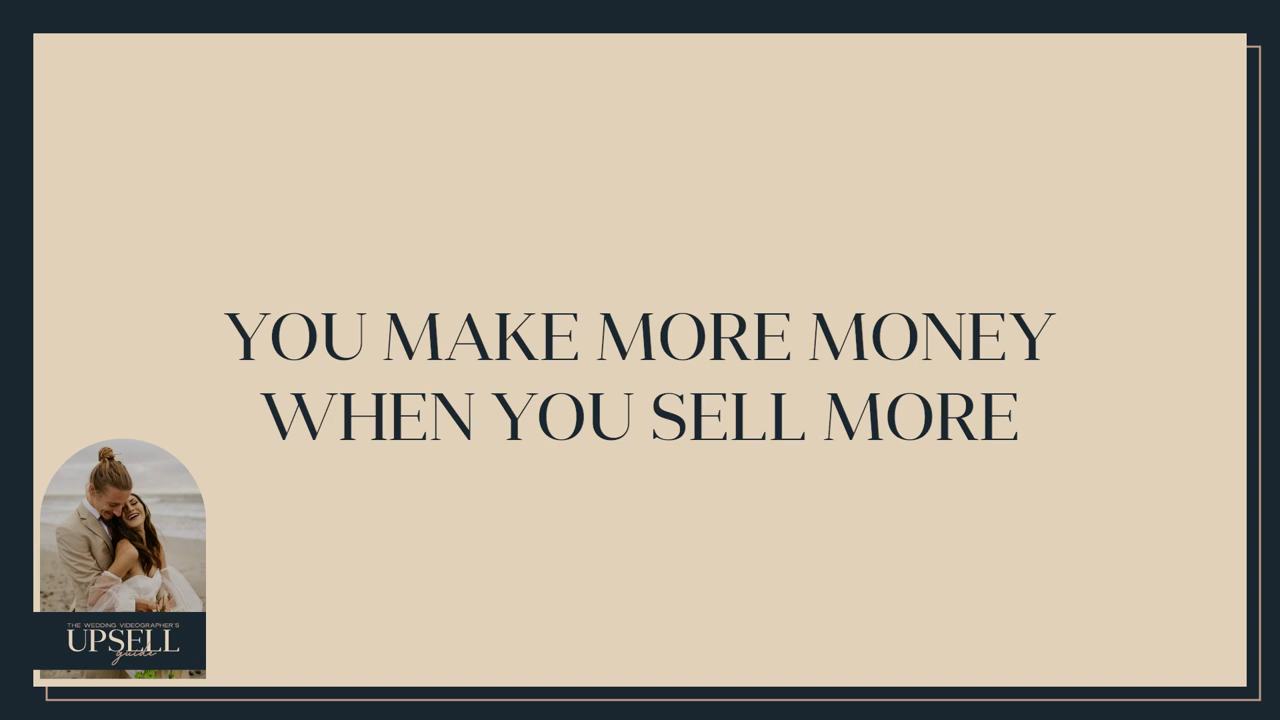 YOU MAKE MORE MONEY
WHEN YOU SELL MORE
THE WEDDING VIDEOGRAPHER'S
UPSELL
guide